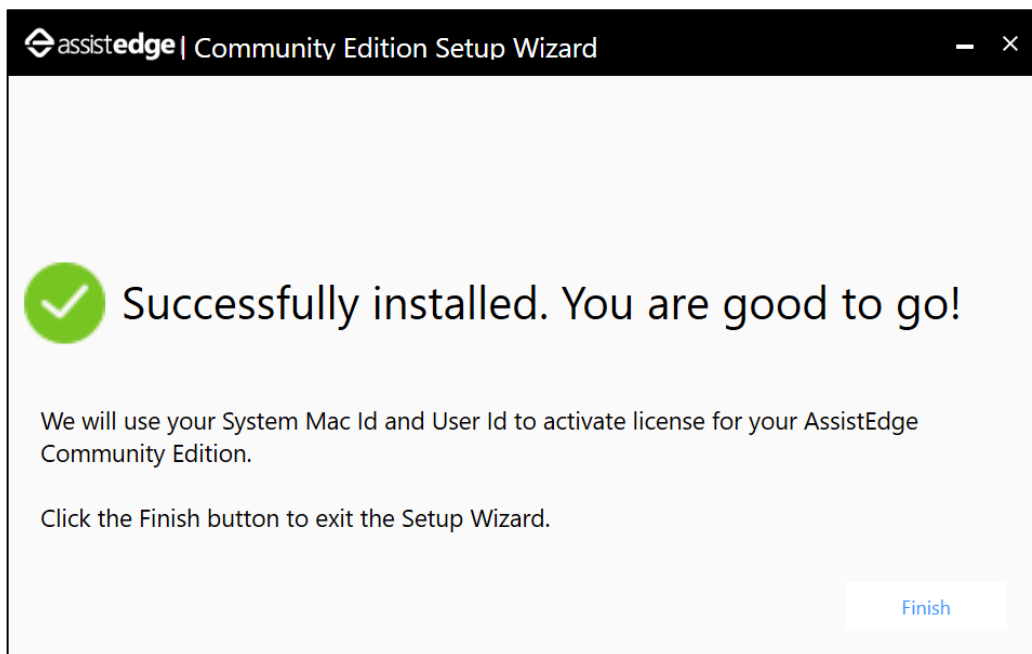 assistedge | Community Edition Setup Wizard
Successfully installed. You are good to go!
We will use your System Mac Id and User Id to activate license for your AssistEdge
Community Edition.
Click the Finish button to exit the Setup Wizard.
Finish